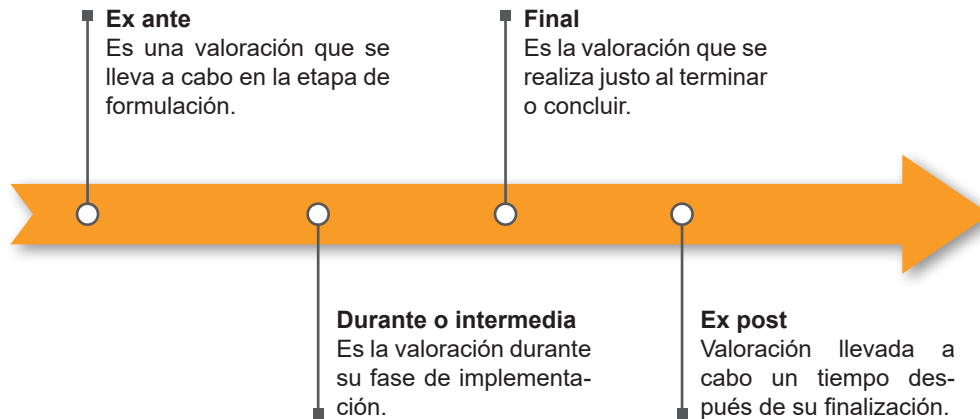 Ex ante
Es una valoración que se
lleva a cabo en la etapa de
formulación.
Final
Es la valoración que se
realiza justo al terminar
o concluir.
Durante o intermedia
Es la valoración durante
su fase de implementa-
ción.
Ex post
Valoración llevada a
cabo un tiempo des-
pués de su finalización.